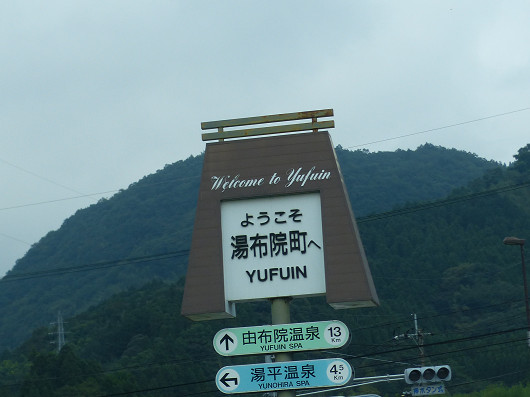 Welcome to Yufuin
ようこそ
湯布院町へ
YUFUIN
由布院温泉 13
YUFUIN SPA Km
湯平温泉 4.5
YUNOHIRA SPA Km